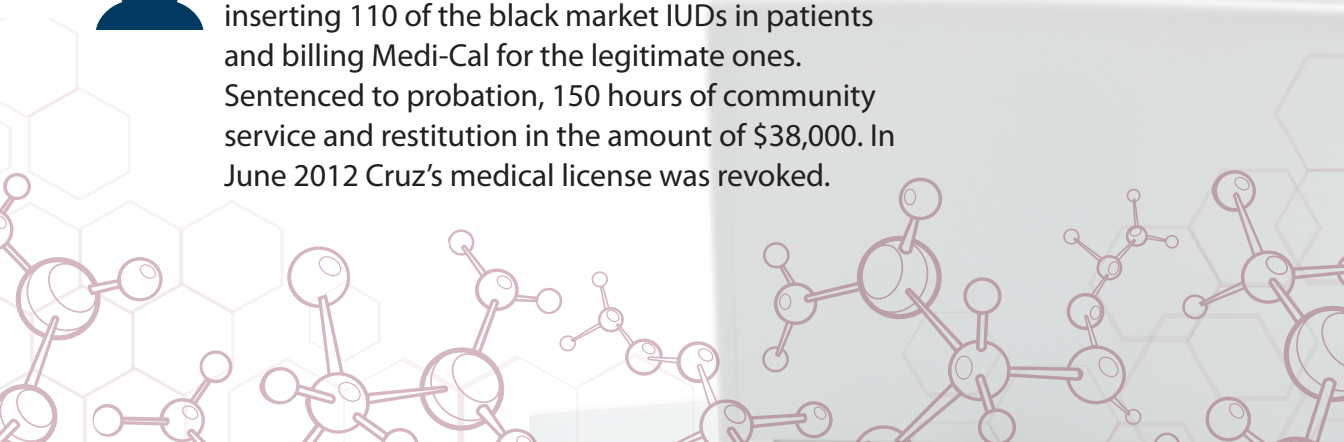 inserting 110 of the black market IUDs in patients
and billing Medi-Cal for the legitimate ones.
Sentenced to probation, 150 hours of community
service and restitution in the amount of $38,000. In
June 2012 Cruz’s medical license was revoked.